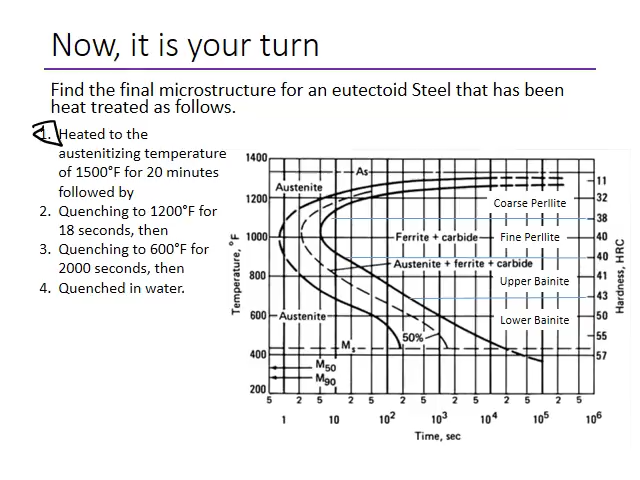 Now, it is your turn
Find the final microstructure for an eutectoid Steel that has been
heat treated as follows.
1. Heated to the
austenitizing temperature
of 1500°F for 20 minutes
followed by
2. Quenching to 1200°F for
18 seconds, then
3. Quenching to 600°F for
2000 seconds, then
4. Quenched in water.
1400
1200
1000
800
600
400
200
Temperature, °F
As
Austenite
Coarse Perllite
Ferrite + carbide
Fine Perllite
Austenite + ferrite + carbide
Upper Bainite
Austenite
Lower Bainite
50%
Ms
M50
M90
11
32
38
40
40
41
43
50
55
57
Hardness, HRC
5 2 5 2 5 2 5 2 5 2 5 2 5
1 10 10² 10³ 10⁴ 10⁵ 10⁶
Time, sec